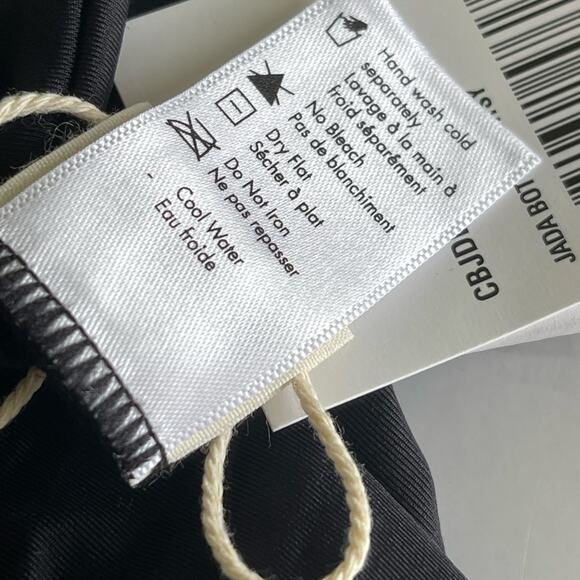 Hand wash cold
separately
Lavage à la main à
froid séparément
No Bleach
Pas de blanchiment
Dry Flat
Sécher à plat
Do Not Iron
Ne pas repasser
Cool Water
Eau froide
CBJD
JADA BOT